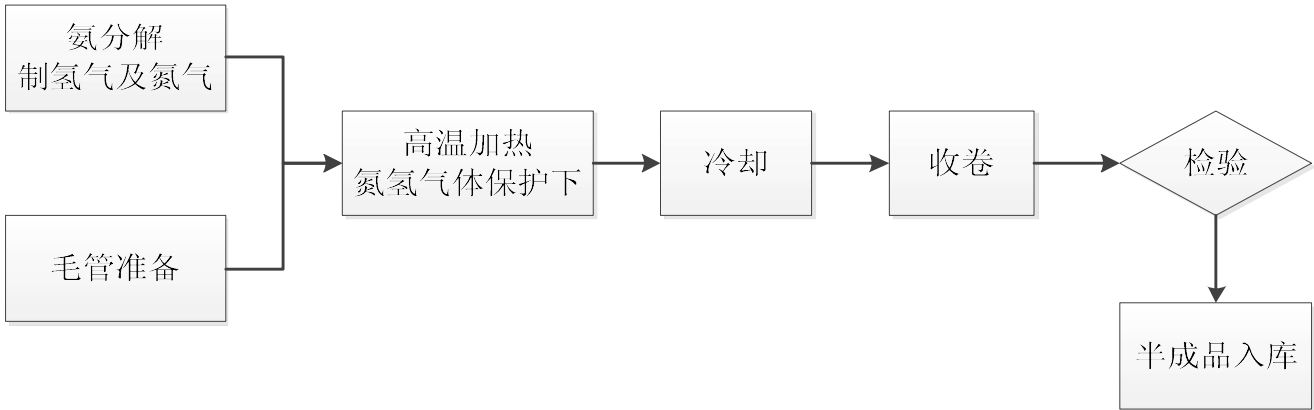 氨分解
制氢气及氮气
毛管准备
高温加热
氮氢气体保护下
冷却
收卷
检验
半成品入库